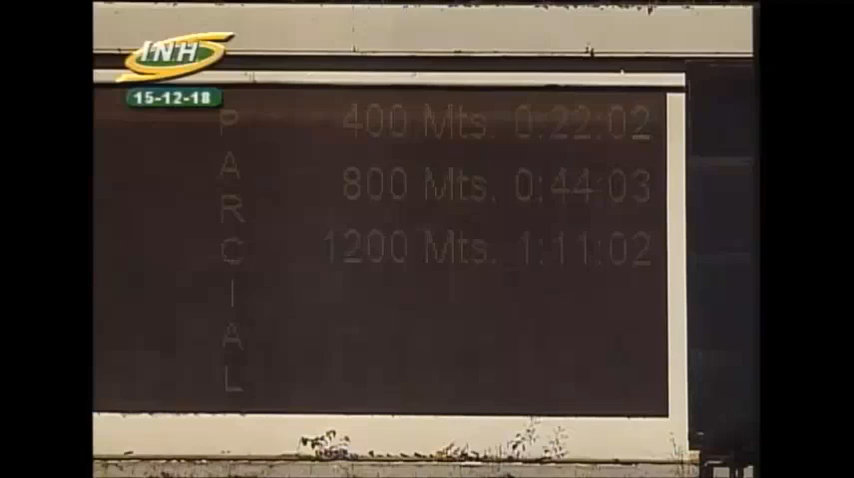 INH
15-12-18
PARCIAL
400 Mts. 0:22:02
800 Mts. 0:44:03
1200 Mts. 1:11:02